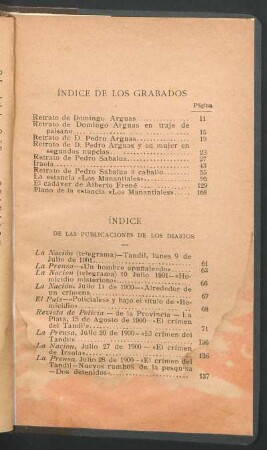 ÍNDICE DE LOS GRABADOS
Página
Retrato de Domingo Arguas 11
Retrato de Domingo Arguas en traje de
paisano 15
Retrato de D. Pedro Arguas 19
Retrato de D. Pedro Arguas y su mujer en
segundas nupcias 23
Retrato de Pedro Sabaluz 27
Iraola 43
Retrato de Pedro Sabaluz á caballo 55
La estancia «Los Manantiales» 96
El cadáver de Alberto Frené 129
Plano de la estancia «Los Manantiales» 168
ÍNDICE
DE LAS PUBLICACIONES DE LOS DIARIOS
La Nación (telegrama)—Tandil, lunes 9 de
Julio de 61
La Prensa—«Un hombre apuñaleado» 63
La Nación (telegrama) 10 Julio 1901—«Ho-
micidio misterioso» 66
La Nación, Julio 11 de 1900—Alrededor de
un crimen 67
El País—«Policiales» y bajo el título de «Ho-
micidio» 68
Revista de Policía — de la Provincia — La
Plata, 15 de Agosto de 1900—«El crimen
del Tandil» 71
La Prensa, Julio 20 de 1900—«El crimen
del Tandil» 136
La Nación, Julio 27 de 1900—«El crimen
de Iraola» 136
La Prensa, Julio 28 de 1900—«El crimen del
Tandil—Nuevos rumbos de la pesquisa
—Dos detenidos» 137